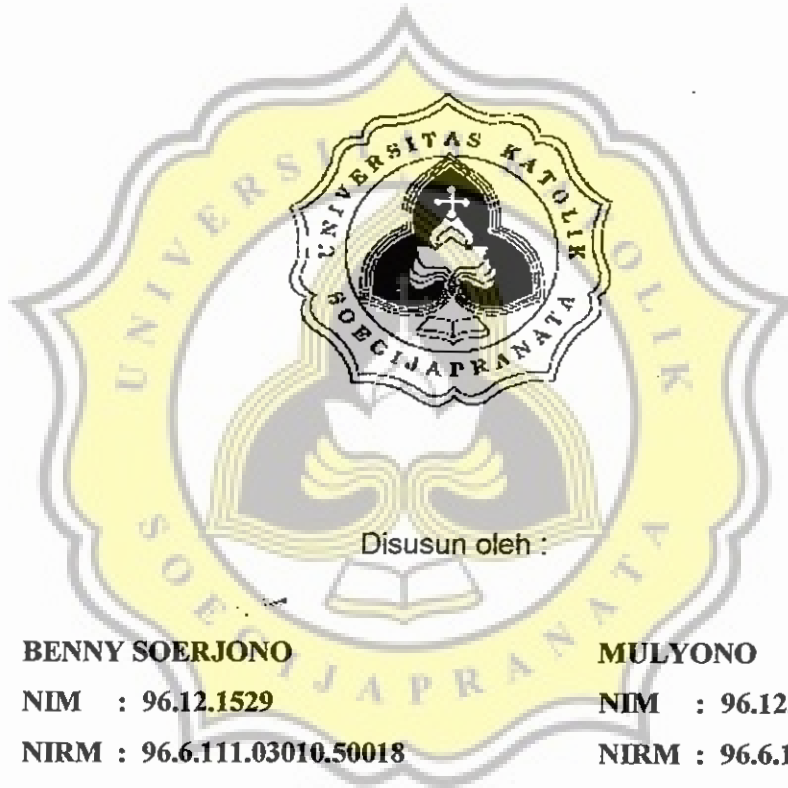 UNIVERSITAS KATOLIK
SOEGIJAPRANATA
Disusun oleh :
BENNY SOERJONO
NIM : 96.12.1529
NIRM : 96.6.111.03010.50018
MULYONO
NIM : 96.12
NIRM : 96.6.1